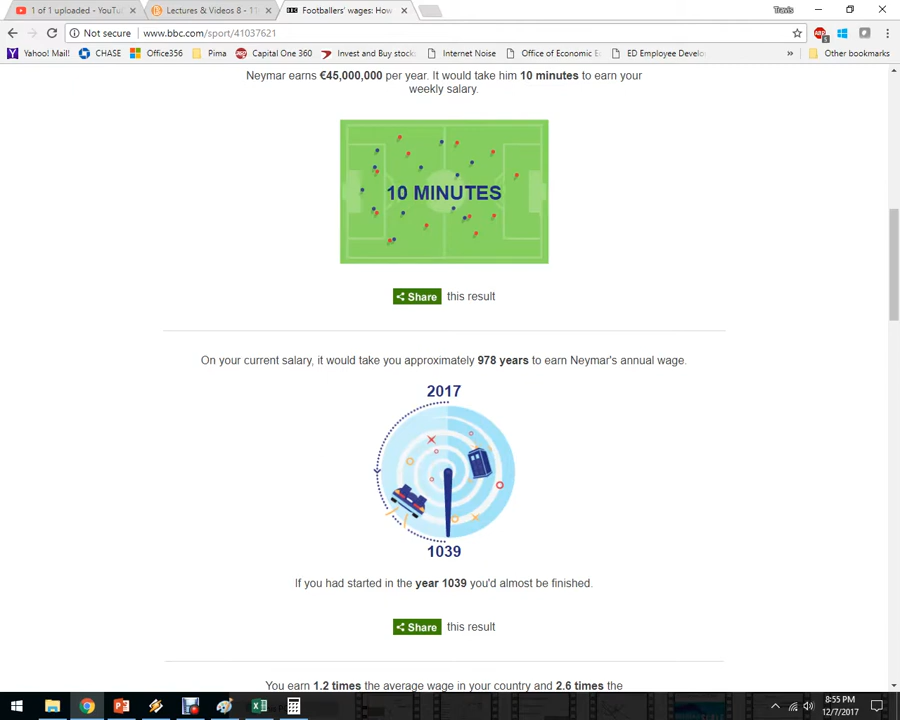 1 of 1 uploaded - YouTu
Lectures & Videos 8 - 11
Footballers' wages: How
Travis
Not secure
www.bbc.com/sport/41037621
Yahoo! Mail!
CHASE
Office356
Pima
Capital One 360
Invest and Buy stock
Internet Noise
Office of Economic E
ED Employee Develo
»
Other bookmarks
Neymar earns €45,000,000 per year. It would take him 10 minutes to earn your
weekly salary.
10 MINUTES
Share this result
On your current salary, it would take you approximately 978 years to earn Neymar's annual wage.
2017
1039
If you had started in the year 1039 you'd almost be finished.
Share this result
You earn 1.2 times the average wage in your country and 2.6 times the
8:55 PM
12/7/2017